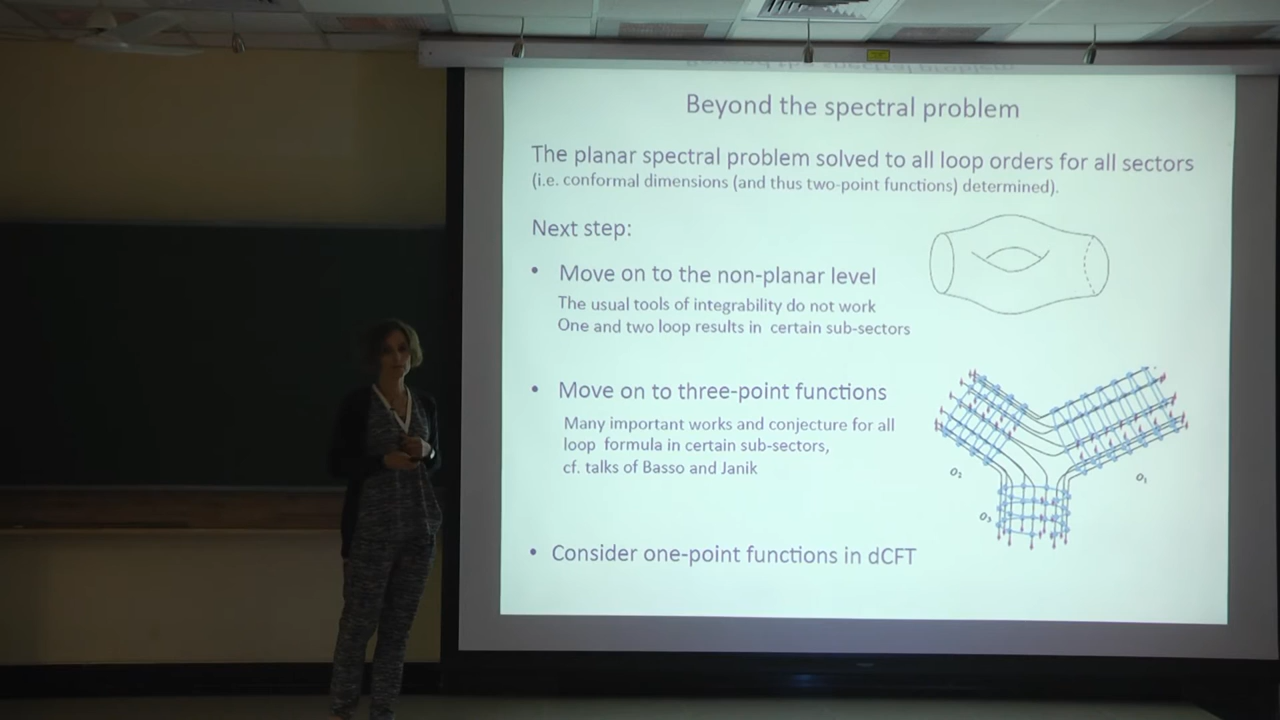 Beyond the spectral problem
The planar spectral problem solved to all loop orders for all sectors
(i.e. conformal dimensions (and thus two-point functions) determined).
Next step:
• Move on to the non-planar level
The usual tools of integrability do not work
One and two loop results in certain sub-sectors
• Move on to three-point functions
Many important works and conjecture for all
loop formula in certain sub-sectors,
cf. talks of Basso and Janik
O₂
O₁
O₃
• Consider one-point functions in dCFT